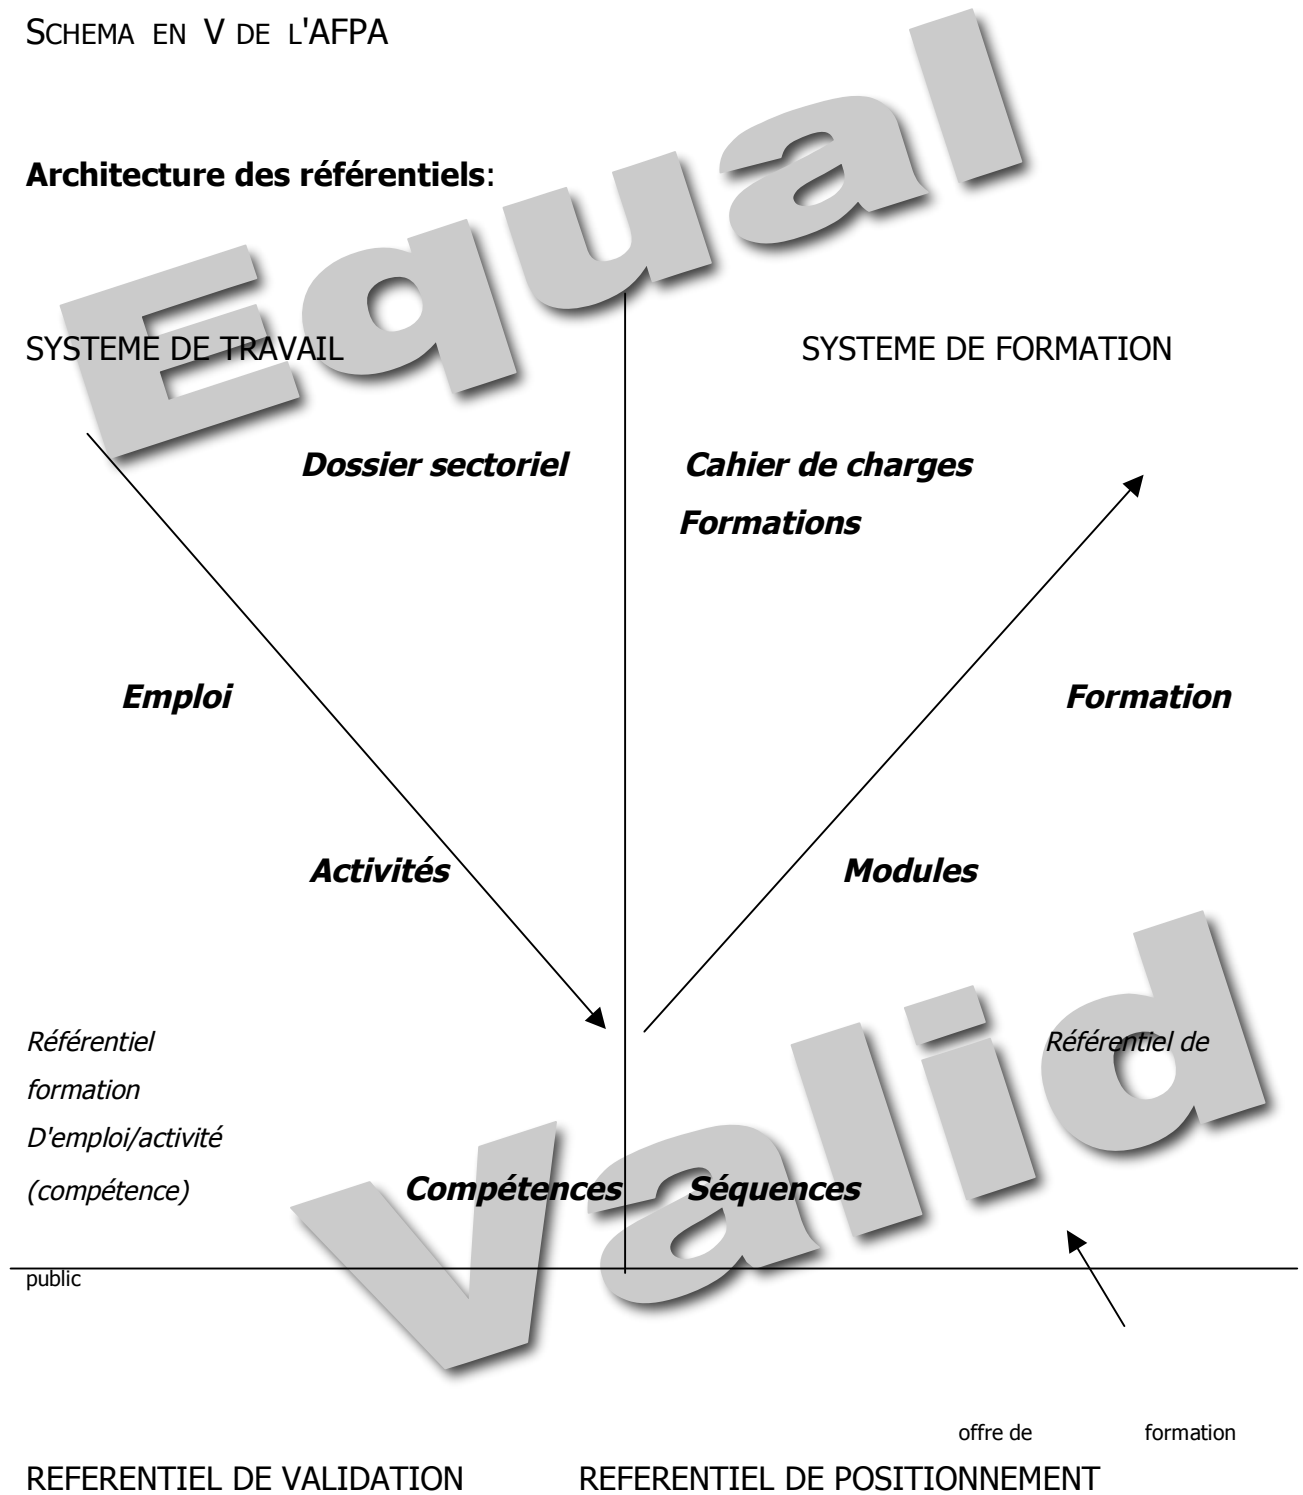 SCHEMA EN V DE L'AFPA
Architecture des référentiels:
Equal
SYSTEME DE TRAVAIL SYSTEME DE FORMATION
Dossier sectoriel Cahier de charges
Formations
Emploi Formation
Activités Modules
Référentiel Référentiel de
formation
D'emploi/activité
(compétence) Compétences Séquences
Valid
public
offre de formation
REFERENTIEL DE VALIDATION REFERENTIEL DE POSITIONNEMENT